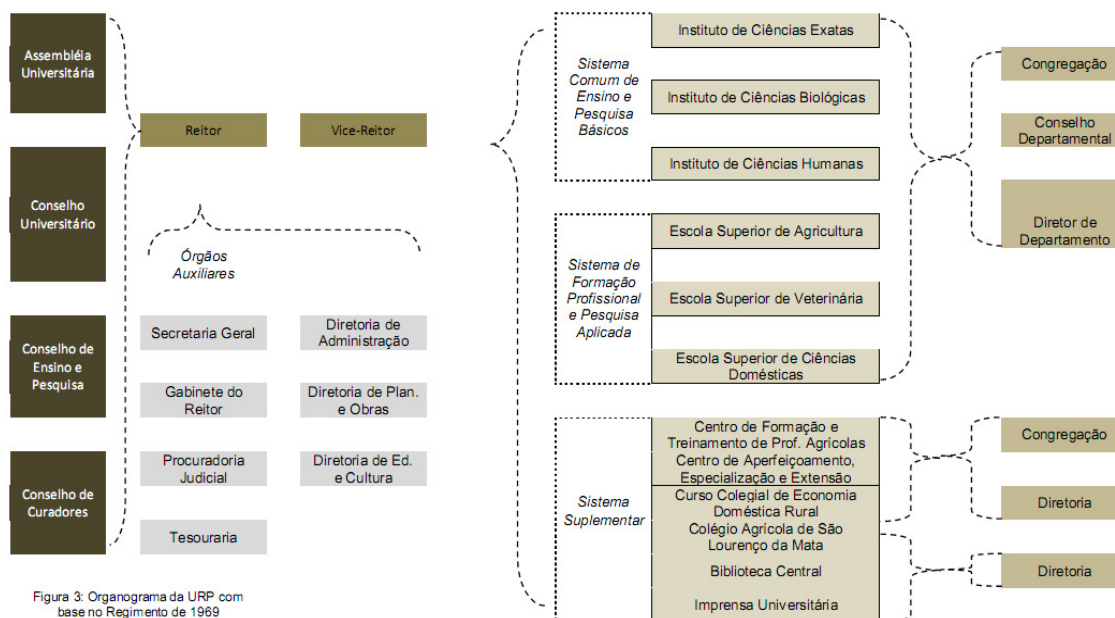 Assembléia
Universitária
Conselho
Universitário
Conselho de
Ensino e
Pesquisa
Conselho de
Curadores
Reitor
Vice-Reitor
Órgãos
Auxiliares
Secretaria Geral
Diretoria de
Administração
Gabinete do
Reitor
Diretoria de Plan.
e Obras
Procuradoria
Judicial
Diretoria de Ed.
e Cultura
Tesouraria
Figura 3: Organograma da URP com
base no Regimento de 1969
Sistema
Comum de
Ensino e
Pesquisa
Básicos
Instituto de Ciências Exatas
Instituto de Ciências Biológicas
Instituto de Ciências Humanas
Sistema de
Formação
Profissional
e Pesquisa
Aplicada
Escola Superior de Agricultura
Escola Superior de Veterinária
Escola Superior de Ciências
Domésticas
Congregação
Conselho
Departamental
Diretor de
Departamento
Sistema
Suplementar
Centro de Formação e
Treinamento de Prof. Agrícolas
Centro de Aperfeiçoamento,
Especialização e Extensão
Curso Colegial de Economia
Doméstica Rural
Colégio Agrícola de São
Lourenço da Mata
Biblioteca Central
Imprensa Universitária
Congregação
Diretoria
Diretoria